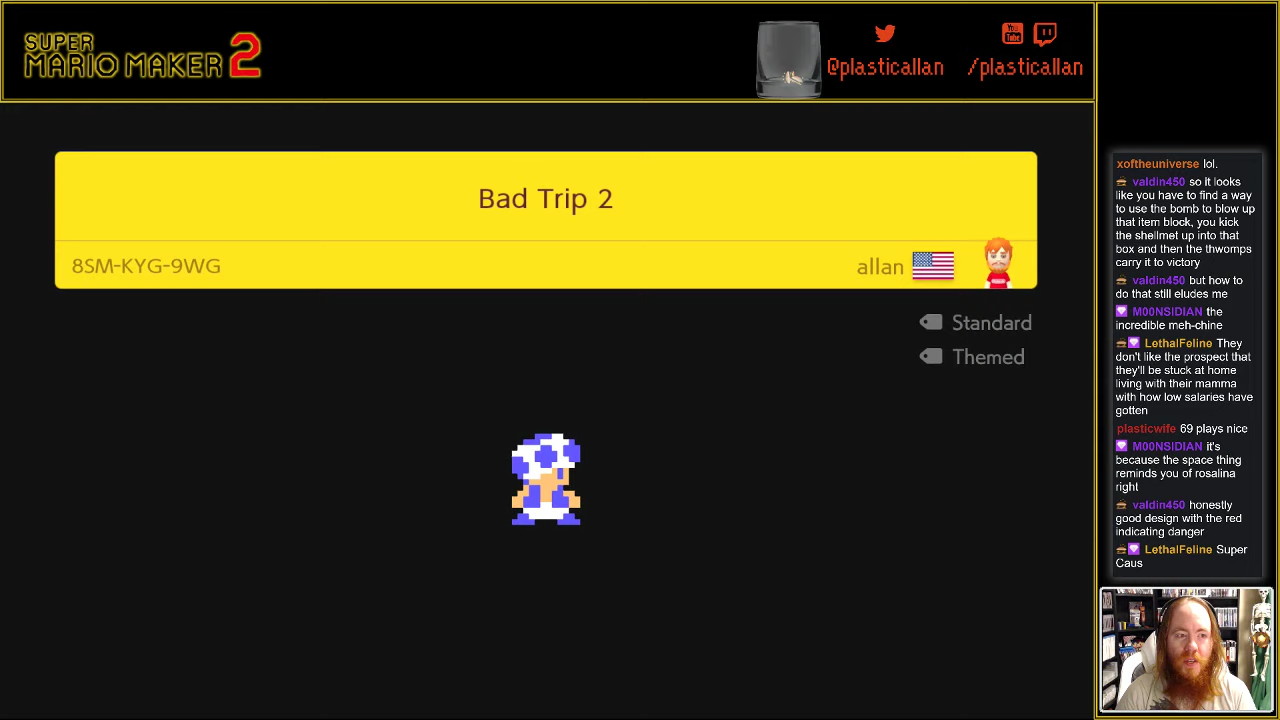 SUPER
MARIO MAKER 2
@plasticallan
You
Tube
/plasticallan
Bad Trip 2
8SM-KYG-9WG
allan
Standard
Themed
xoftheuniverse lol.
valdin450 so it looks
like you have to find a way
to use the bomb to blow up
that item block, you kick
the shellmet up into that
box and then the thwomps
carry it to victory
valdin450 but how to
do that still eludes me
M00NSIDIAN the
incredible meh-chine
LethalFeline They
don't like the prospect that
they'll be stuck at home
living with their mamma
with how low salaries have
gotten
plasticwife 69 plays nice
M00NSIDIAN it's
because the space thing
reminds you of rosalina
right
valdin450 honestly
good design with the red
indicating danger
LethalFeline Super
Caus